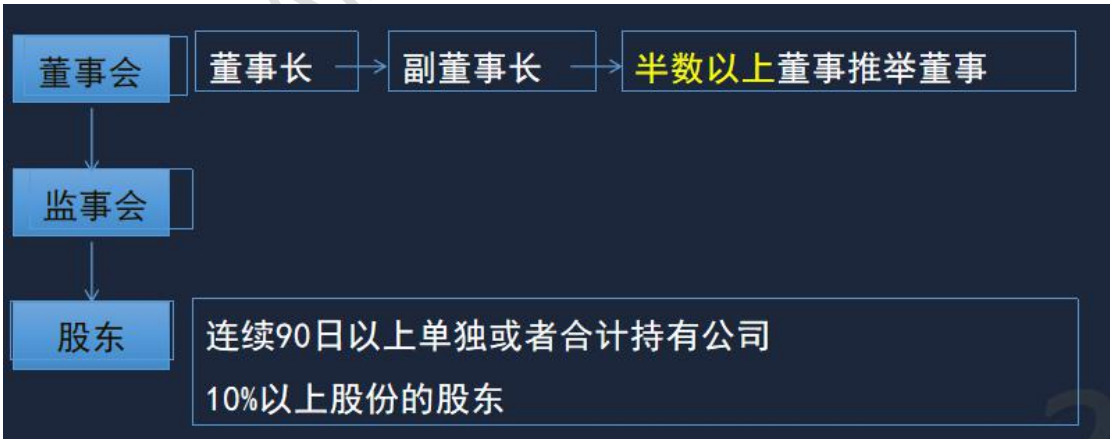 董事会 董事长 副董事长 半数以上董事推举董事
监事会
股东
连续90日以上单独或者合计持有公司
10%以上股份的股东